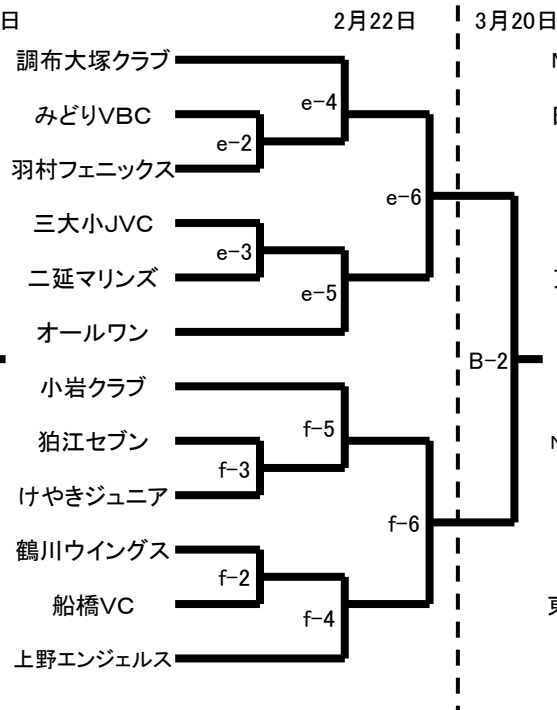 日 2月22日 3月20日
調布大塚クラブ
e-4
みどりVBC
e-2
羽村フェニックス
e-6
三大小JVC
e-3
二延マリンズ
e-5
オールワン
B-2
小岩クラブ
f-5
狛江セブン
f-3
けやきジュニア
f-6
鶴川ウイングス
f-2
船橋VC
f-4
東
上野エンジェルス